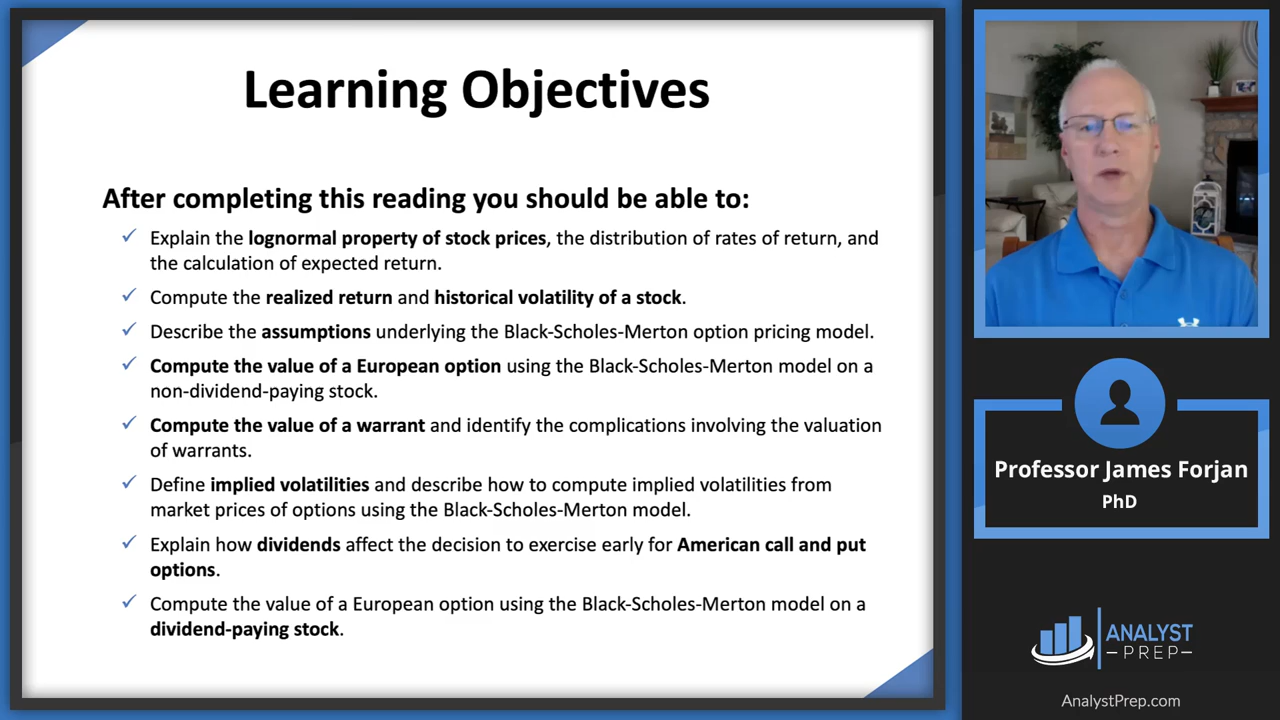 Learning Objectives
After completing this reading you should be able to:
Explain the lognormal property of stock prices, the distribution of rates of return, and
the calculation of expected return.
Compute the realized return and historical volatility of a stock.
Describe the assumptions underlying the Black-Scholes-Merton option pricing model.
Compute the value of a European option using the Black-Scholes-Merton model on a
non-dividend-paying stock.
Compute the value of a warrant and identify the complications involving the valuation
of warrants.
Define implied volatilities and describe how to compute implied volatilities from
market prices of options using the Black-Scholes-Merton model.
Explain how dividends affect the decision to exercise early for American call and put
options.
Compute the value of a European option using the Black-Scholes-Merton model on a
dividend-paying stock.
Professor James Forjan
PhD
ANALYST
PREP
AnalystPrep.com